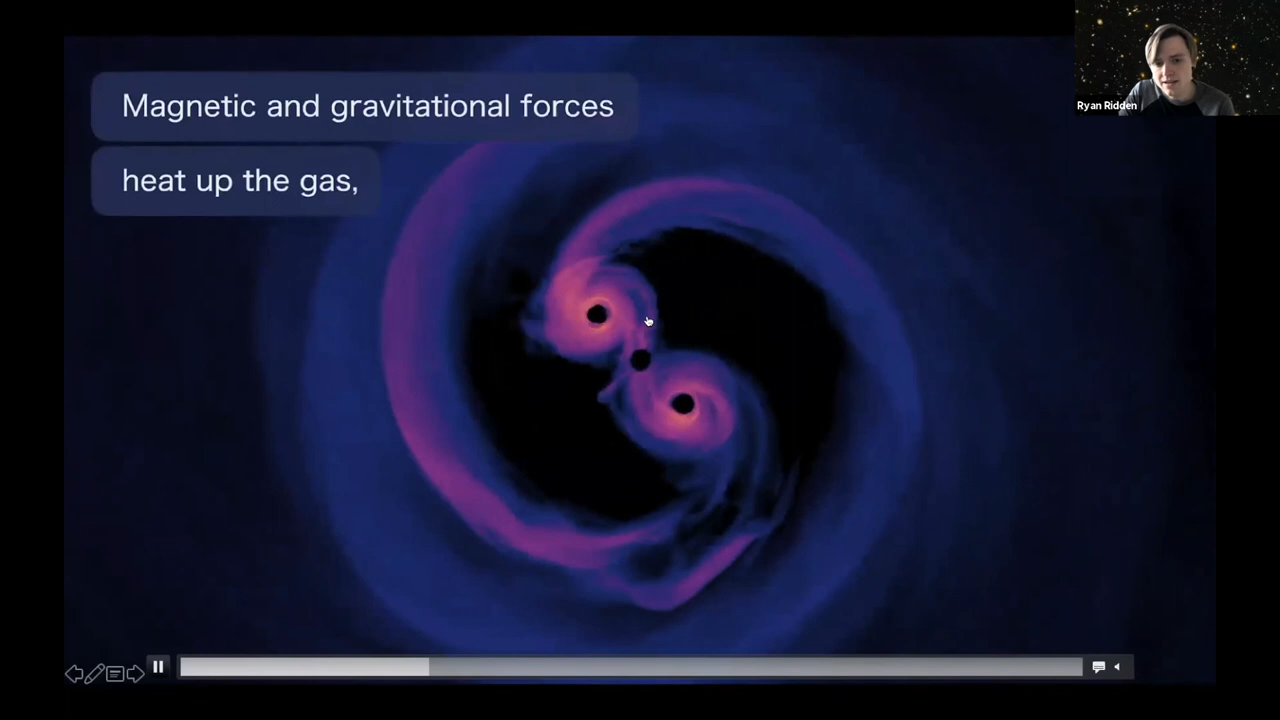 Magnetic and gravitational forces
heat up the gas,
Ryan Ridden